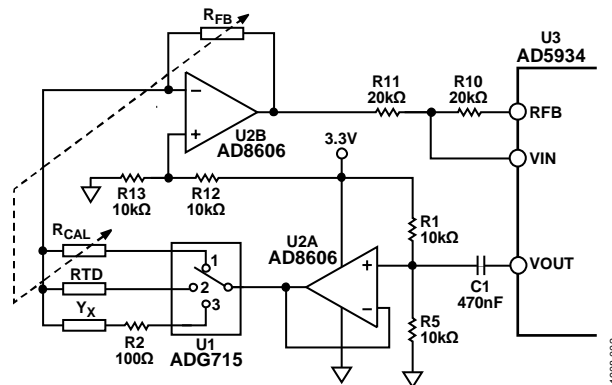 RFB
U3
AD5934
R11
20kΩ
R10
20kΩ
RFB
−
+
U2B
AD8606
VIN
3.3V
R13
10kΩ
R12
10kΩ
RCAL
RTD
YX
R2
100Ω
1
2
3
U1
ADG715
U2A
AD8606
+
−
R1
10kΩ
C1
470nF
VOUT
R5
10kΩ